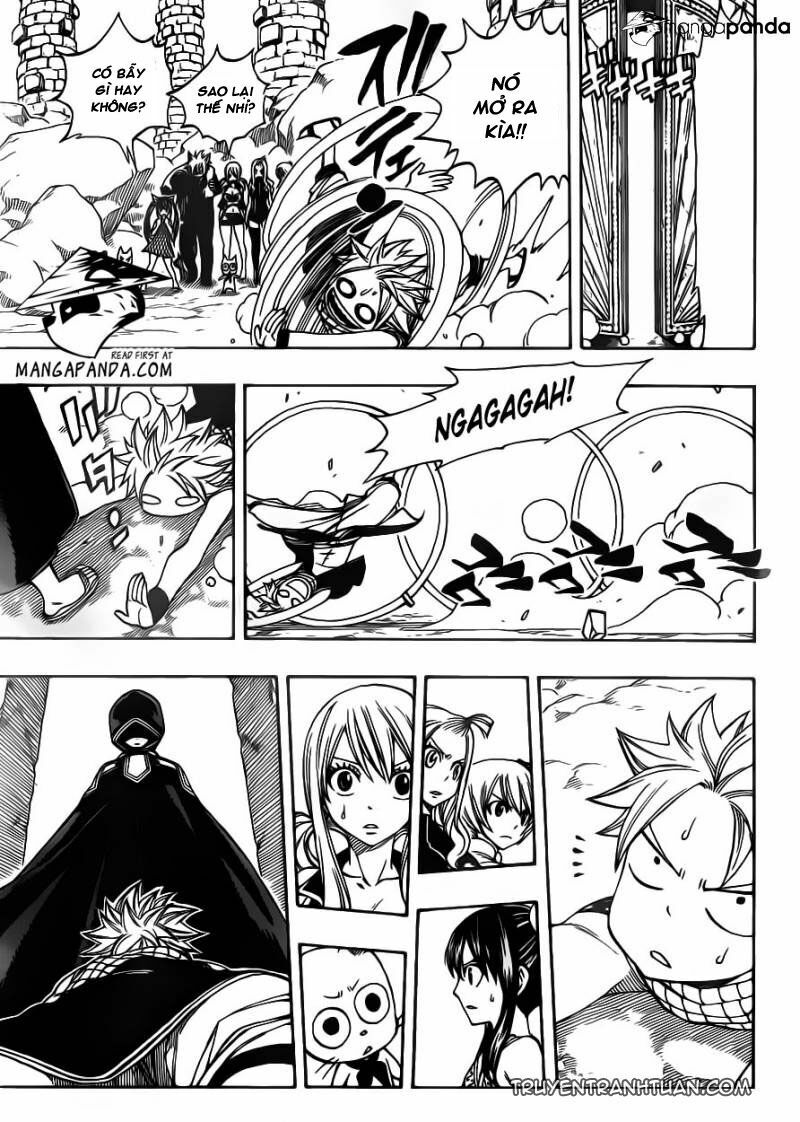 mangapanda
NÓ
MỞ RA
KÌA!!
SAO LẠI
THẾ NHỈ?
CÓ BẪY
GÌ HAY
KHÔNG?
READ FIRST AT
MANGAPANDA.COM
NGAGAGAH!
TRUYENTRANHTUAN.COM